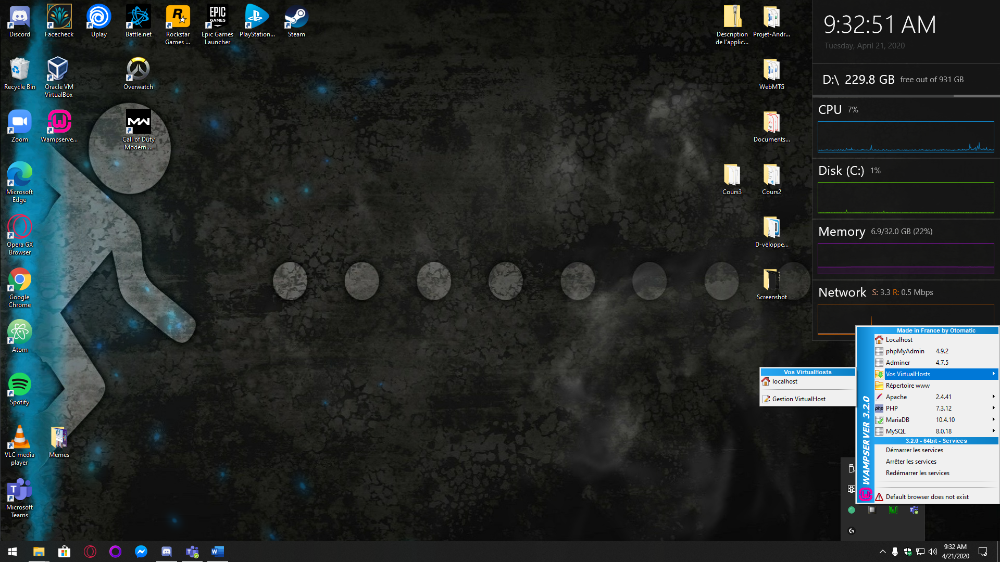 Discord
Facecheck
Uplay
Battle.net
Rockstar
Games ...
EPIC
GAMES
Epic Games
Launcher
PlayStation...
Steam
Description
de l'applic...
Projet-Andr...
Recycle Bin
Oracle VM
VirtualBox
Overwatch
WebMTG
Zoom
Wampserve...
MW
Call of Duty
Modern ...
Documents...
Microsoft
Edge
Cours3
Cours2
Opera GX
Browser
D-veloppe...
Google
Chrome
Screenshot
Atom
Spotify
VLC media
player
Memes
Microsoft
Teams
9:32:51 AM
Tuesday, April 21, 2020
D:\ 229.8 GB free out of 931 GB
CPU 7%
Disk (C:) 1%
Memory 6.9/32.0 GB (22%)
Network S: 3.3 R: 0.5 Mbps
Vos VirtualHosts
localhost
Gestion VirtualHost
WAMPSERVER 3.2.0
Made in France by Otomatic
Localhost
phpMyAdmin 4.9.2
Adminer 4.7.5
Vos VirtualHosts
Répertoire www
Apache 2.4.41
php PHP 7.3.12
MariaDB 10.4.10
MySQL 8.0.18
3.2.0 - 64bit - Services
Démarrer les services
Arrêter les services
Redémarrer les services
Default browser does not exist
9:32 AM
4/21/2020